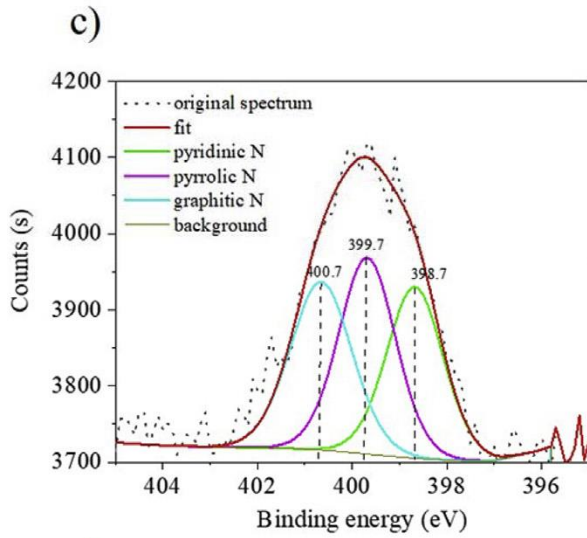 c)
4200
4100
4000
3900
3800
3700
Counts (s)
original spectrum
fit
pyridinic N
pyrrolic N
graphitic N
background
400.7
399.7
398.7
404
402
400
398
396
Binding energy (eV)